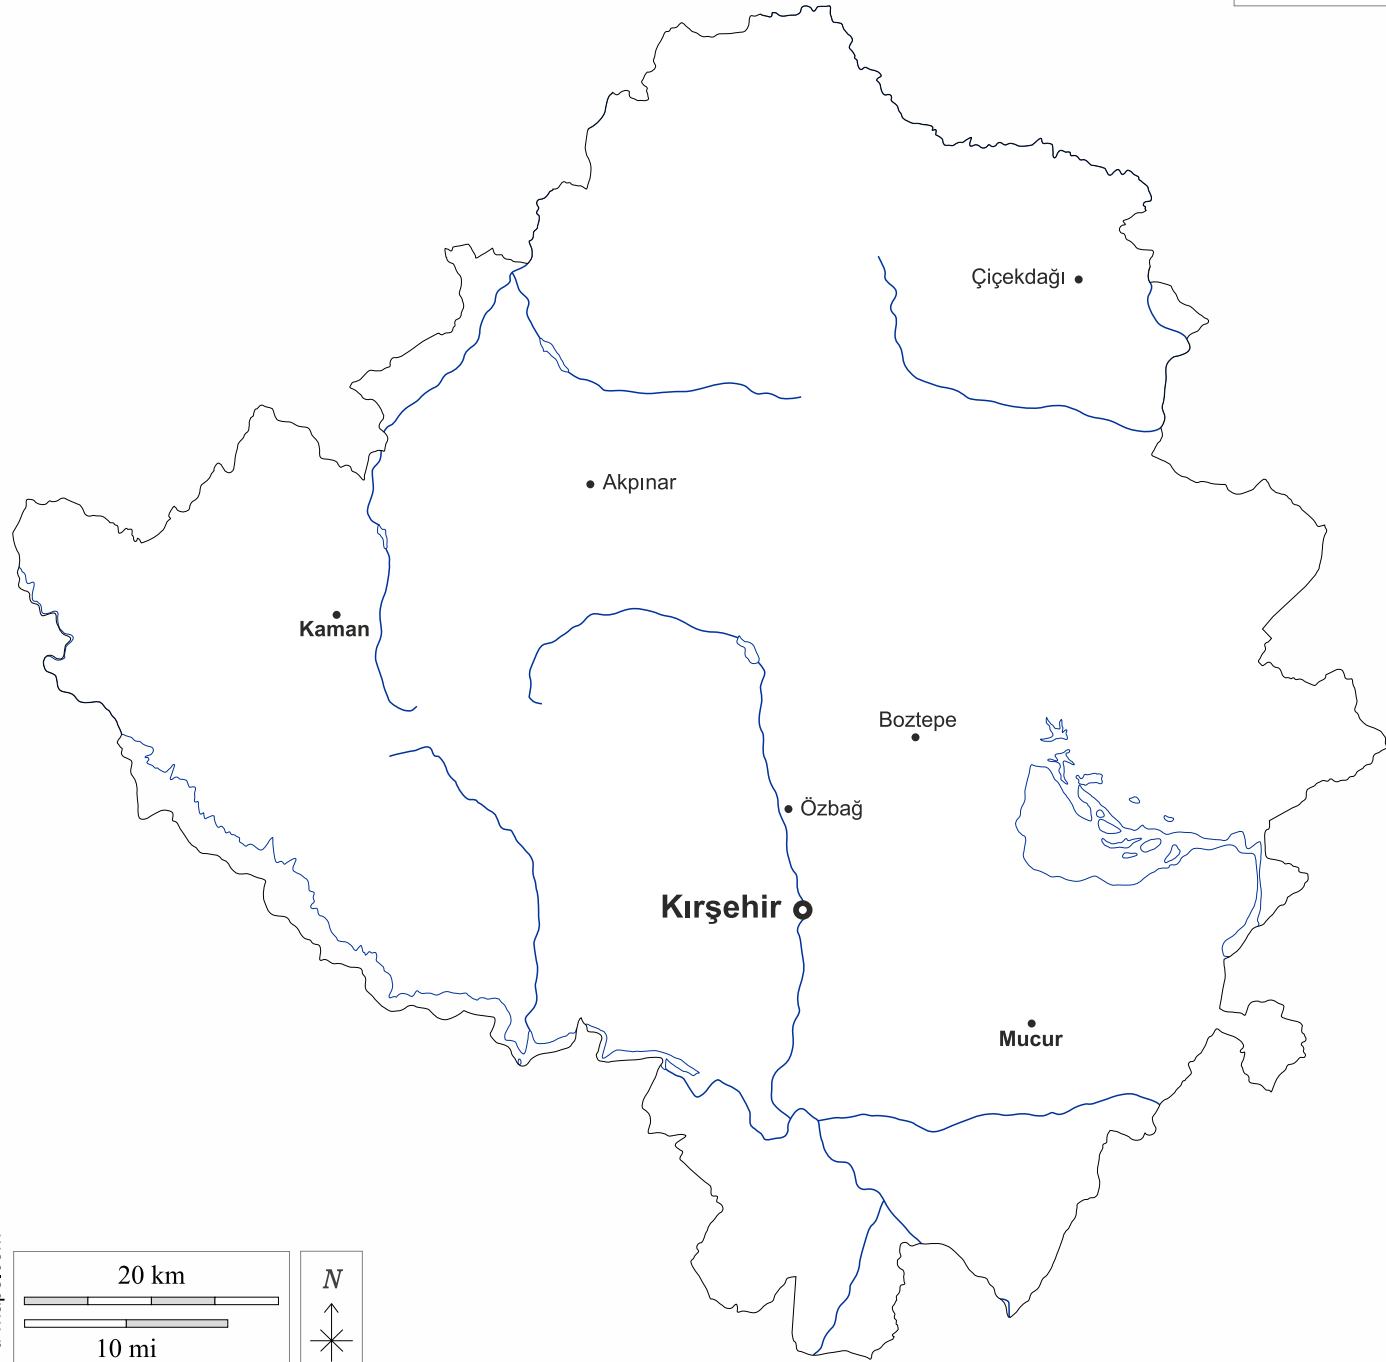 Çiçekdağı
Akpınar
Kaman
Boztepe
Özbağ
Kırşehir
Mucur
20 km
10 mi
N